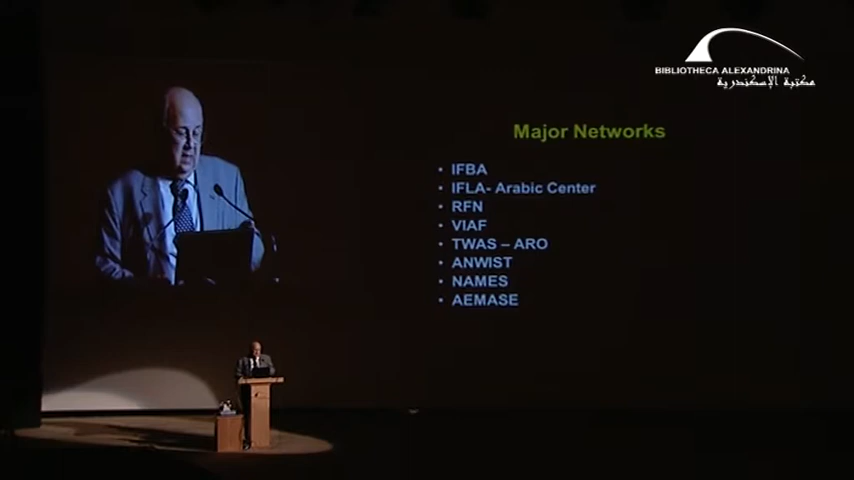 BIBLIOTHECA ALEXANDRINA
مكتبة الإسكندرية
Major Networks
• IFBA
• IFLA- Arabic Center
• RFN
• VIAF
• TWAS – ARO
• ANWIST
• NAMES
• AEMASE